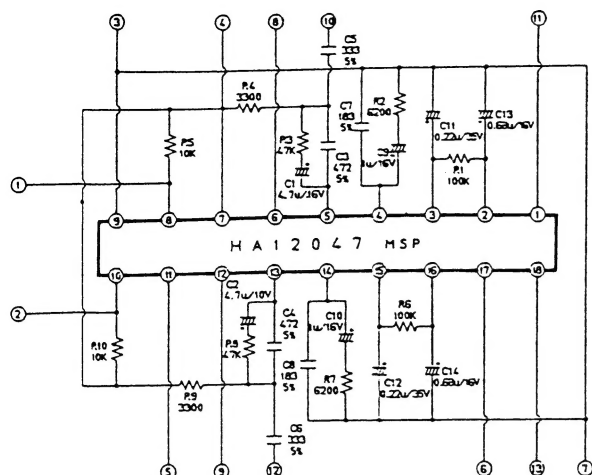 3
4
8
10
11
C5
333
5%
R4
3300
R5
10K
R3
47K
C1
4.7u/16V
C3
472
5%
C7
183
5%
R2
6200
1u/16V
C11
0.22u/35V
C13
0.68u/16V
R1
100K
1
9
8
7
6
5
4
3
2
1
HA12047 MSP
10
11
12
13
14
15
16
17
18
2
R10
10K
C2
4.7u/10V
47K
C4
472
5%
C8
183
5%
C10
1u/16V
R7
6200
R6
100K
C12
0.22u/35V
C14
0.68u/16V
R9
3300
C6
333
5%
5
9
12
6
13
7